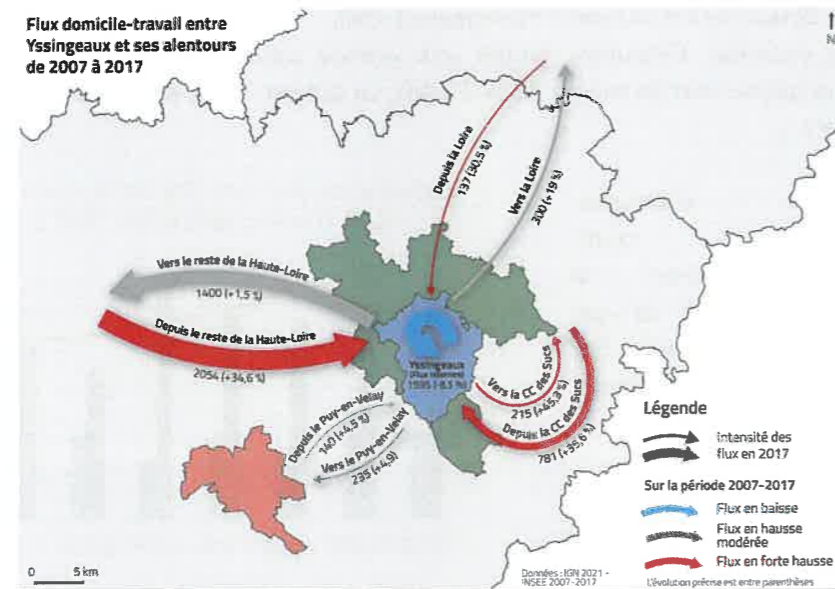 Flux domicile-travail entre
Yssingeaux et ses alentours
de 2007 à 2017
N
Depuis la Loire
137 (30,5 %)
Vers la Loire
300 (+19 %)
Vers le reste de la Haute-Loire
1400 (+1,5 %)
Depuis le reste de la Haute-Loire
2054 (+34,6 %)
Yssingeaux
(Flux internes)
Vers la CC des Sucs
215 (+45,3 %)
Depuis la CC des Sucs
781 (+35,6 %)
Depuis le Puy-en-Velay
140 (+4,5 %)
Vers le Puy-en-Velay
235 (+4,9)
Légende
Intensité des
flux en 2017
Sur la période 2007-2017
Flux en baisse
Flux en hausse
modérée
Flux en forte hausse
L'évolution précise est entre parenthèses
0 5 km
Données : IGN 2021 -
INSEE 2007-2017